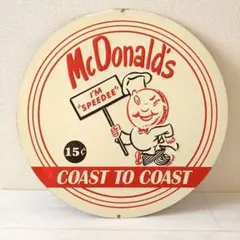 McDonald's
I'M
"SPEEDEE"
15¢
COAST TO COAST